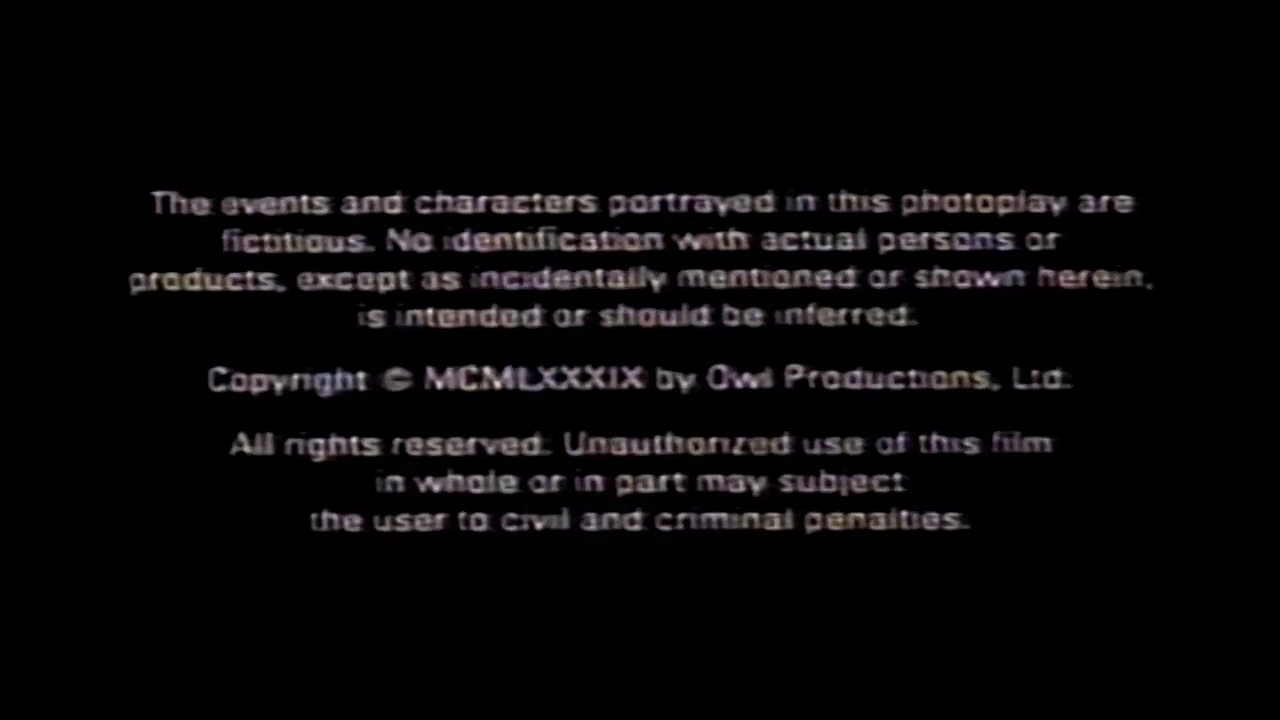 The events and characters portrayed in this photoplay are
fictitious. No identification with actual persons or
products, except as incidentally mentioned or shown herein,
is intended or should be inferred.
Copyright © MCMLXXXIX by Owl Productions, Ltd.
All rights reserved. Unauthorized use of this film
in whole or in part may subject
the user to civil and criminal penalties.